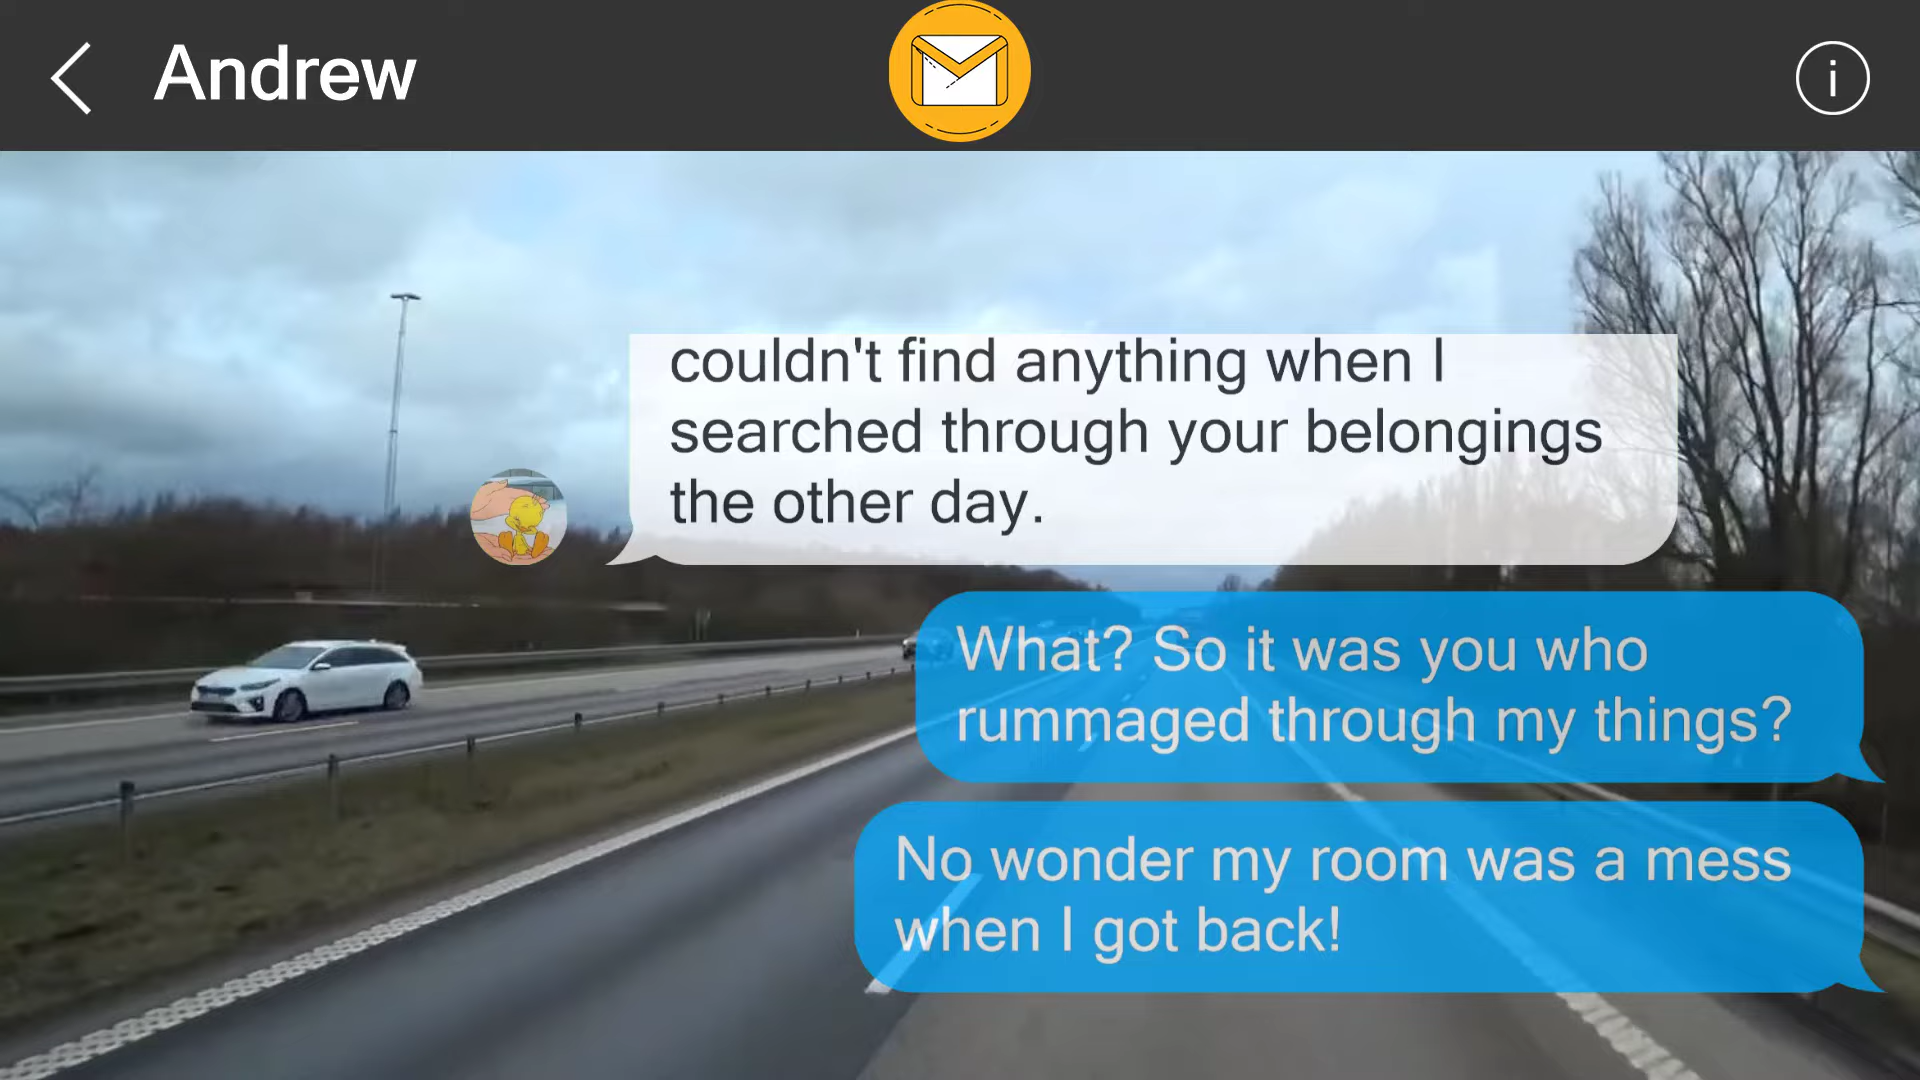 Andrew
i
couldn't find anything when I
searched through your belongings
the other day.
What? So it was you who
rummaged through my things?
No wonder my room was a mess
when I got back!